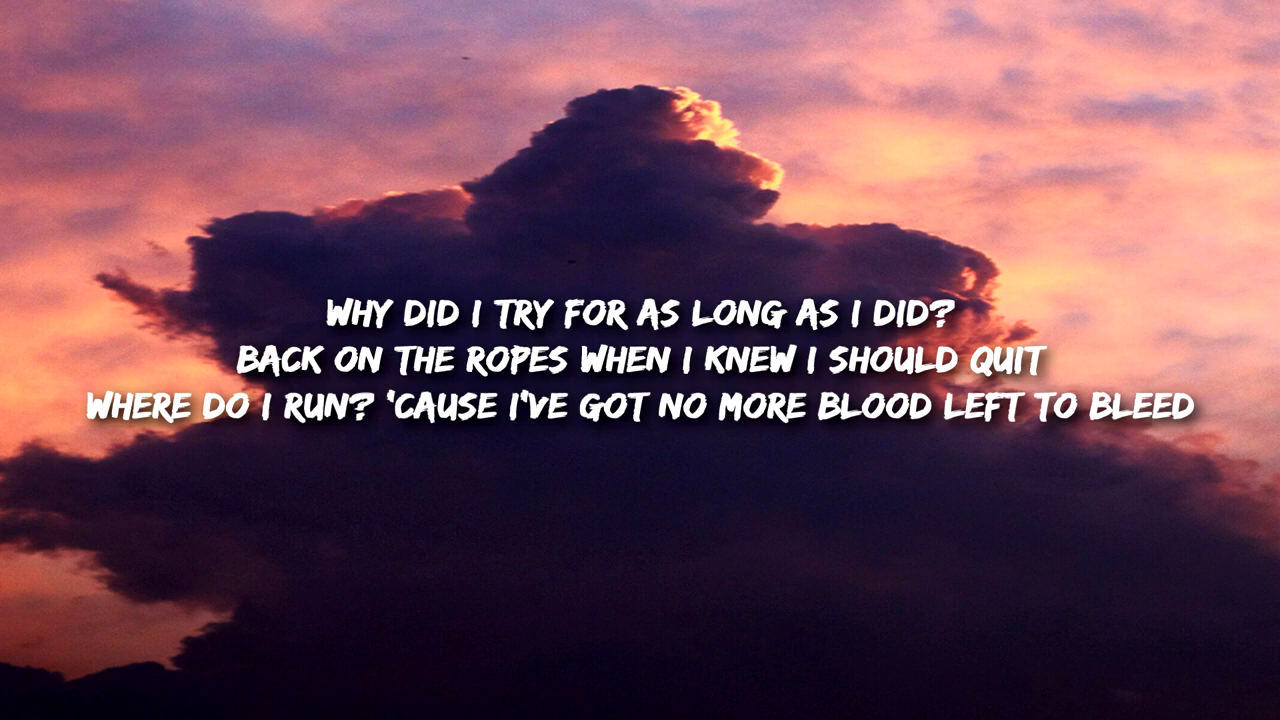 WHY DID I TRY FOR AS LONG AS I DID?
BACK ON THE ROPES WHEN I KNEW I SHOULD QUIT
WHERE DO I RUN? 'CAUSE I'VE GOT NO MORE BLOOD LEFT TO BLEED